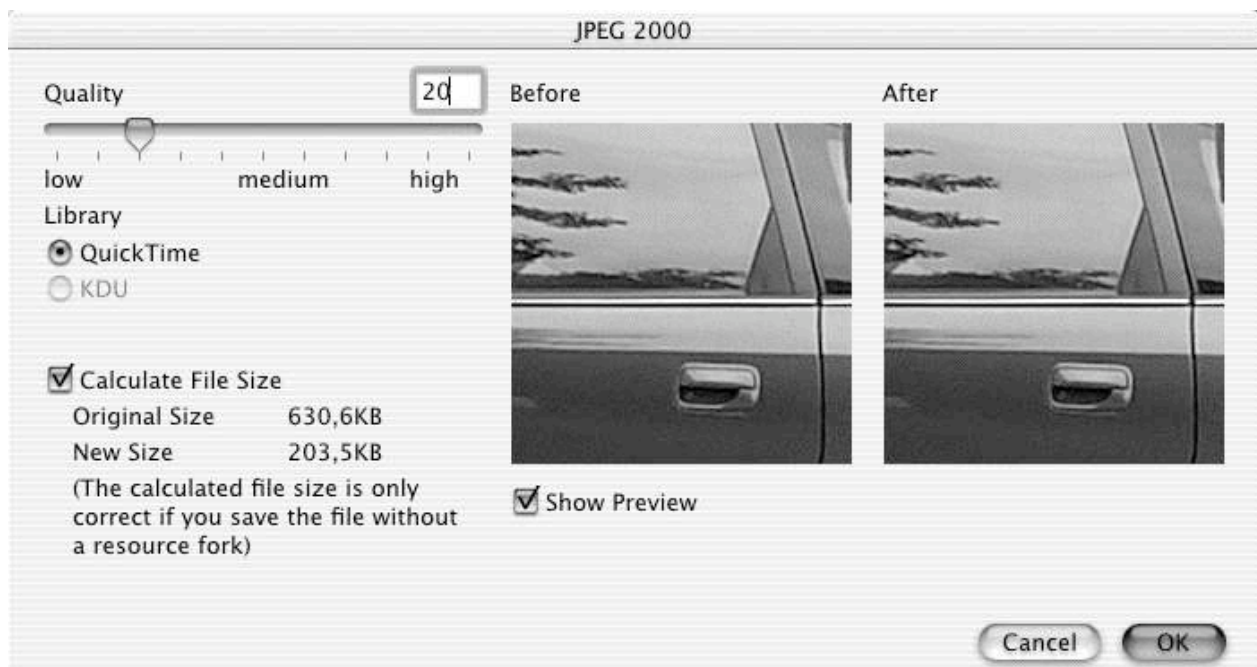 JPEG 2000
Quality 20
low medium high
Library
QuickTime
KDU
Calculate File Size
Original Size 630,6KB
New Size 203,5KB
(The calculated file size is only
correct if you save the file without
a resource fork)
Before After
Show Preview
Cancel OK